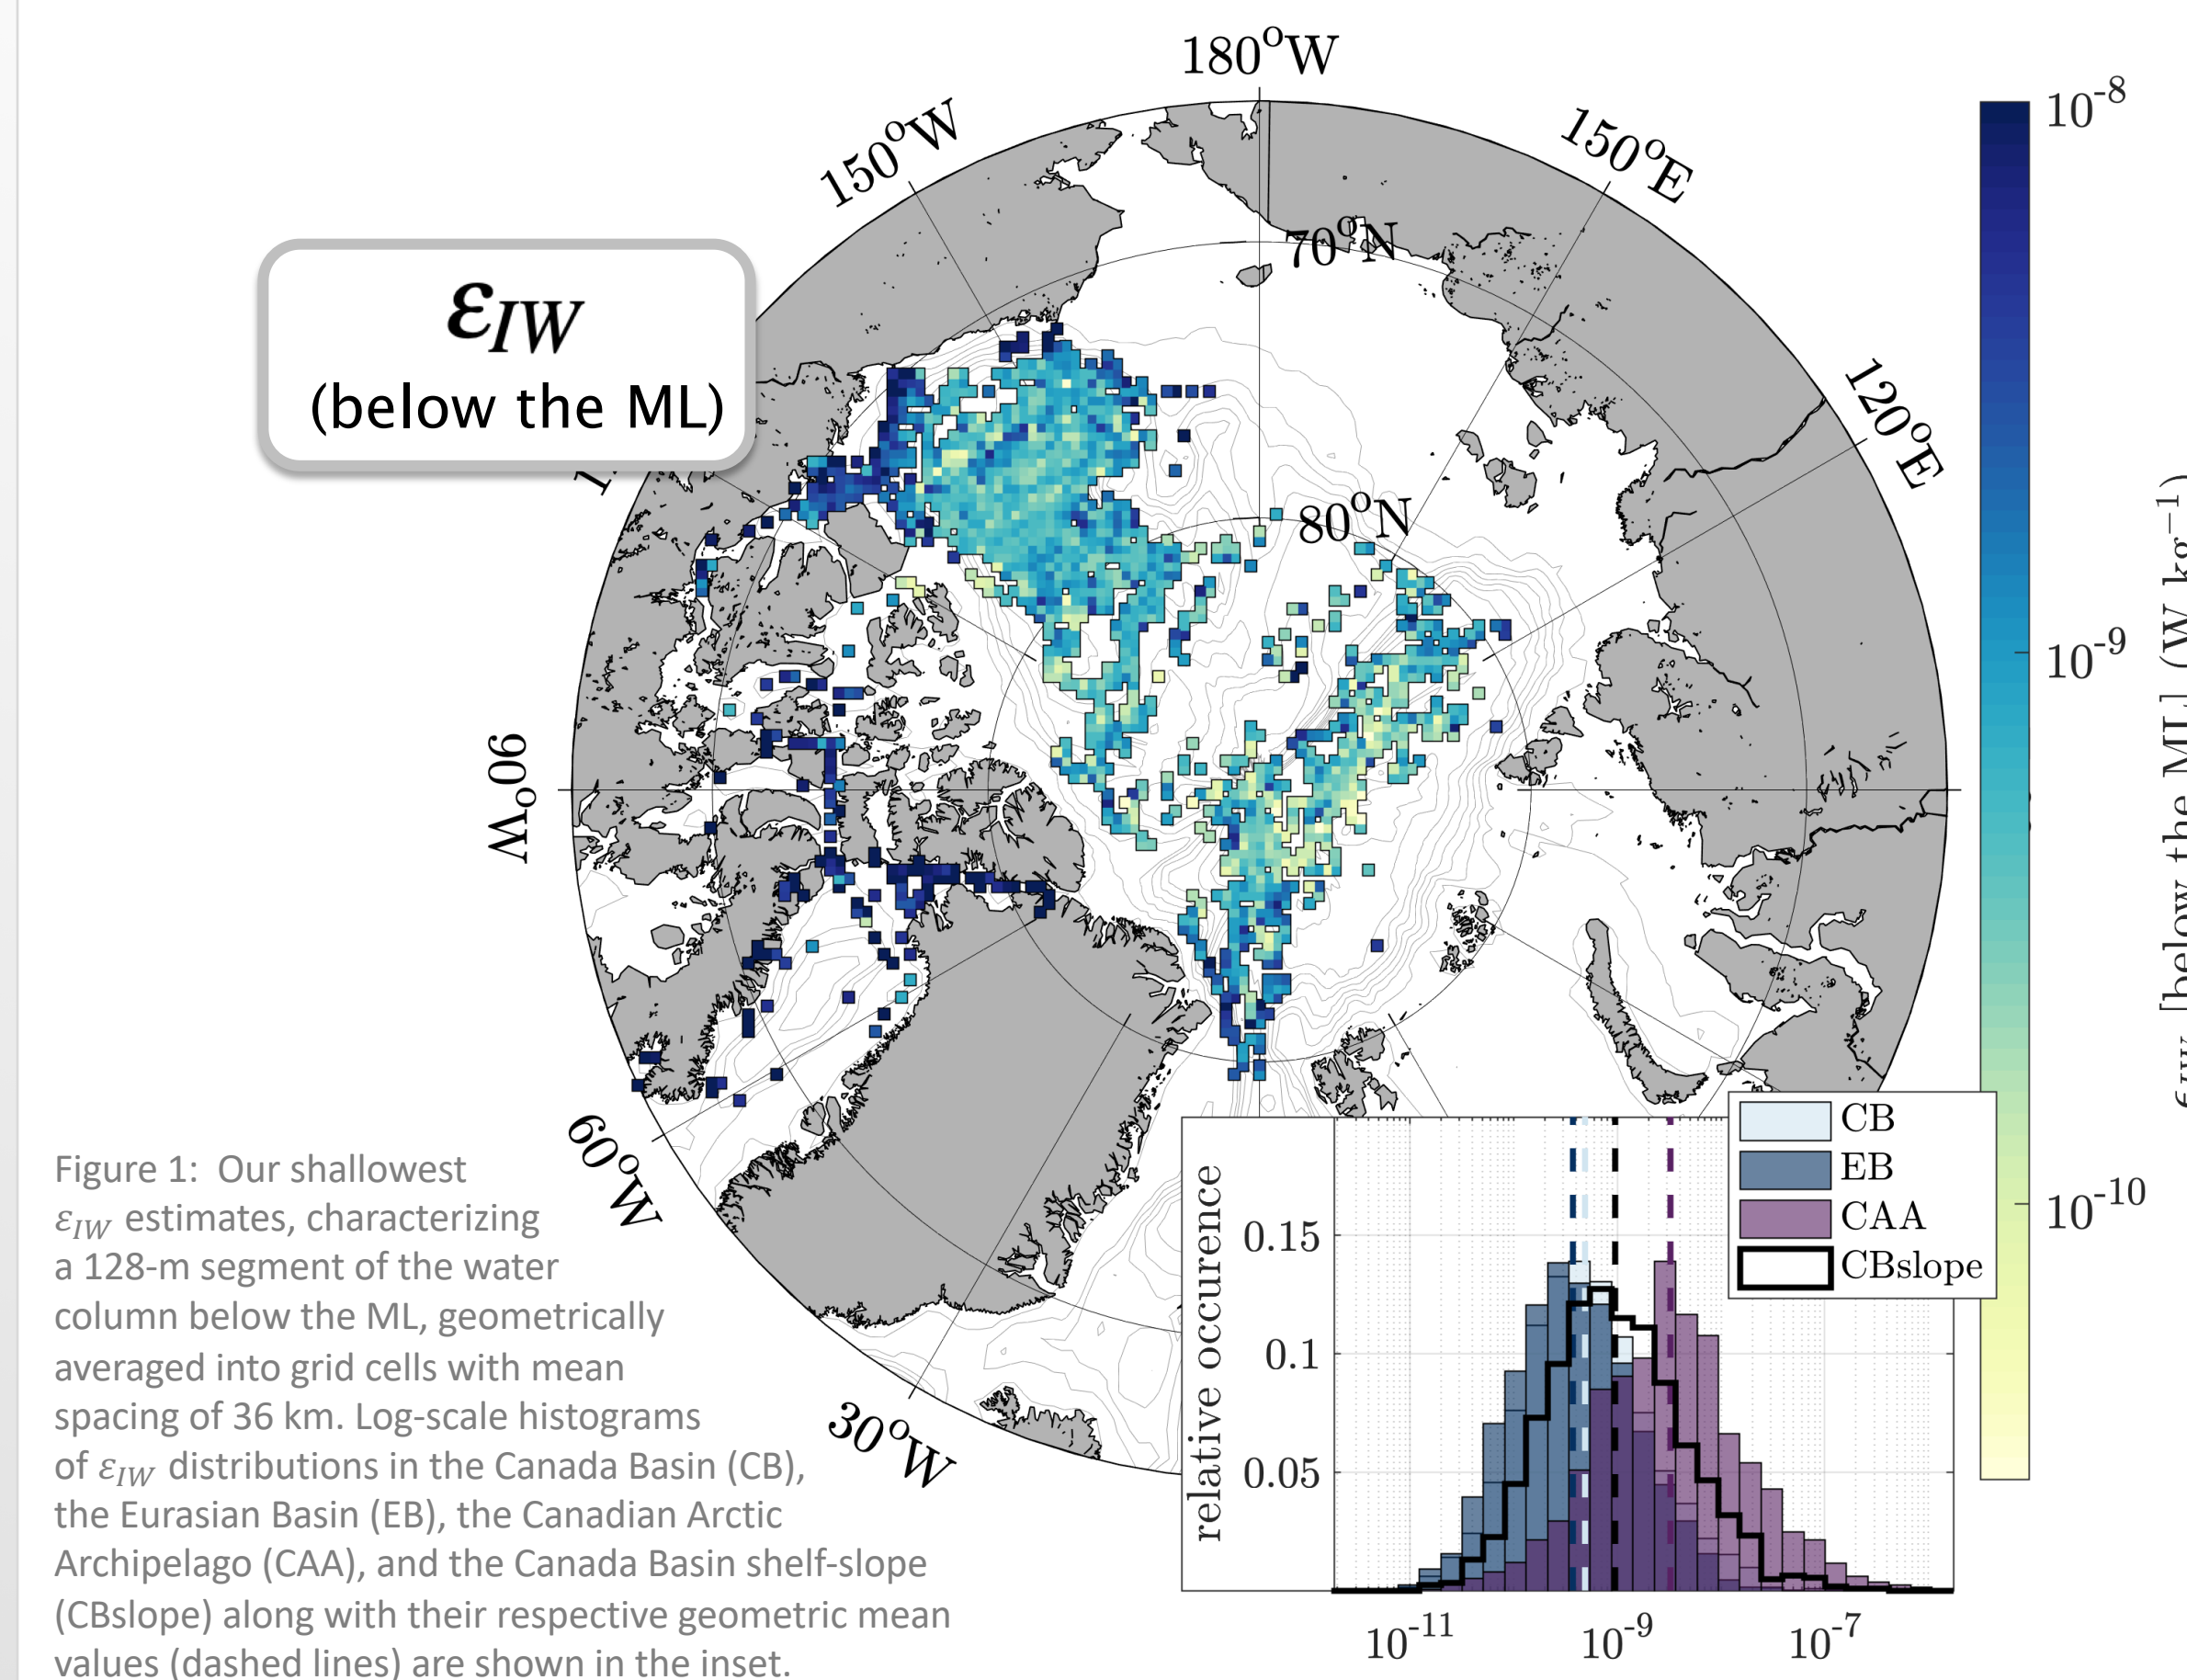 180°W
150°W
150°E
70°N
εIW
(below the ML)
120°E
80°N
90°W
60°W
30°W
10-8
10-9
10-10
Figure 1: Our shallowest
εIW estimates, characterizing
a 128-m segment of the water
column below the ML, geometrically
averaged into grid cells with mean
spacing of 36 km. Log-scale histograms
of εIW distributions in the Canada Basin (CB),
the Eurasian Basin (EB), the Canadian Arctic
Archipelago (CAA), and the Canada Basin shelf-slope
(CBslope) along with their respective geometric mean
values (dashed lines) are shown in the inset.
CB
EB
CAA
CBslope
relative occurence
0.15
0.1
0.05
10-11
10-9
10-7
[below the ML] (W kg−1)